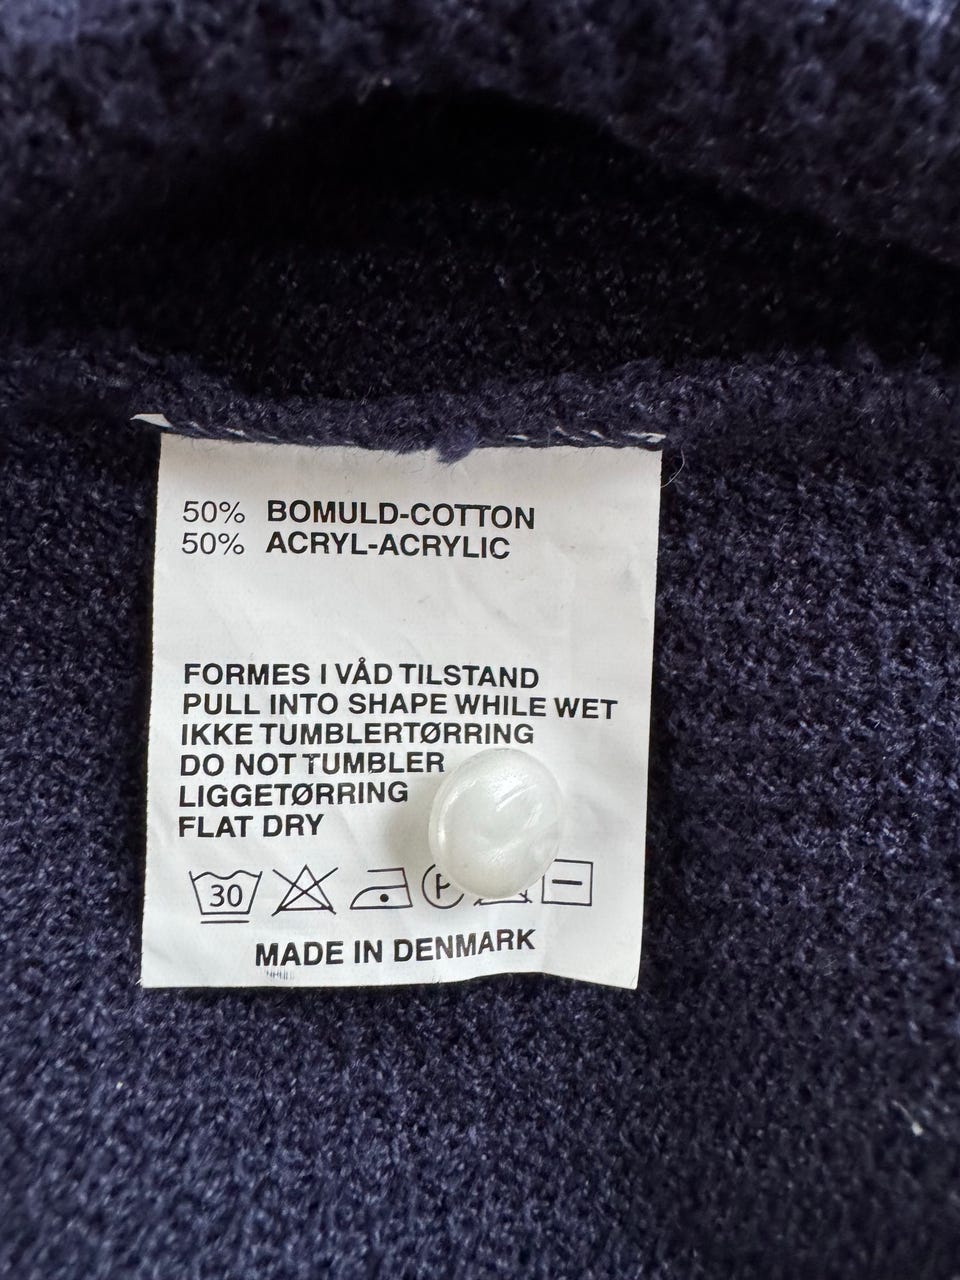 50% BOMULD-COTTON
50% ACRYL-ACRYLIC
FORMES I VÅD TILSTAND
PULL INTO SHAPE WHILE WET
IKKE TUMBLERTØRRING
DO NOT TUMBLER
LIGGETØRRING
FLAT DRY
30 P
MADE IN DENMARK